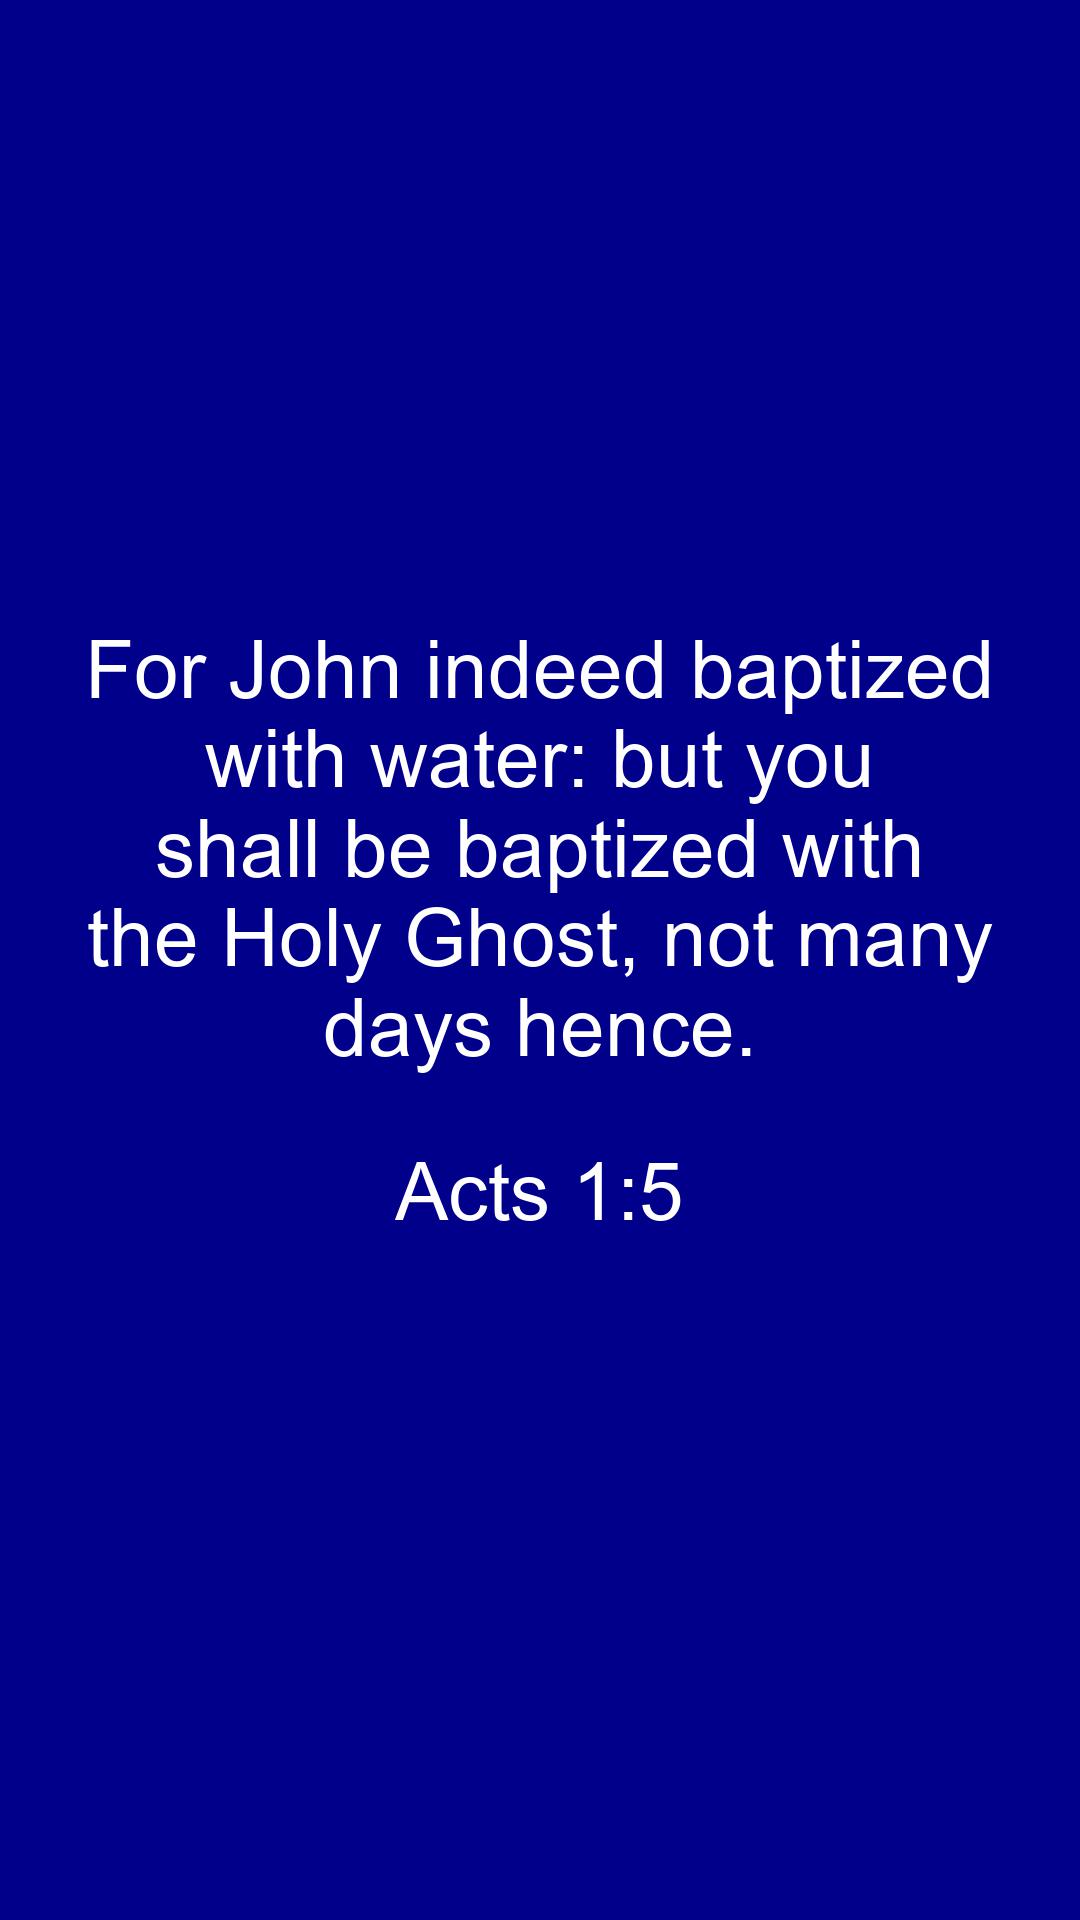 For John indeed baptized
with water: but you
shall be baptized with
the Holy Ghost, not many
days hence.
Acts 1:5